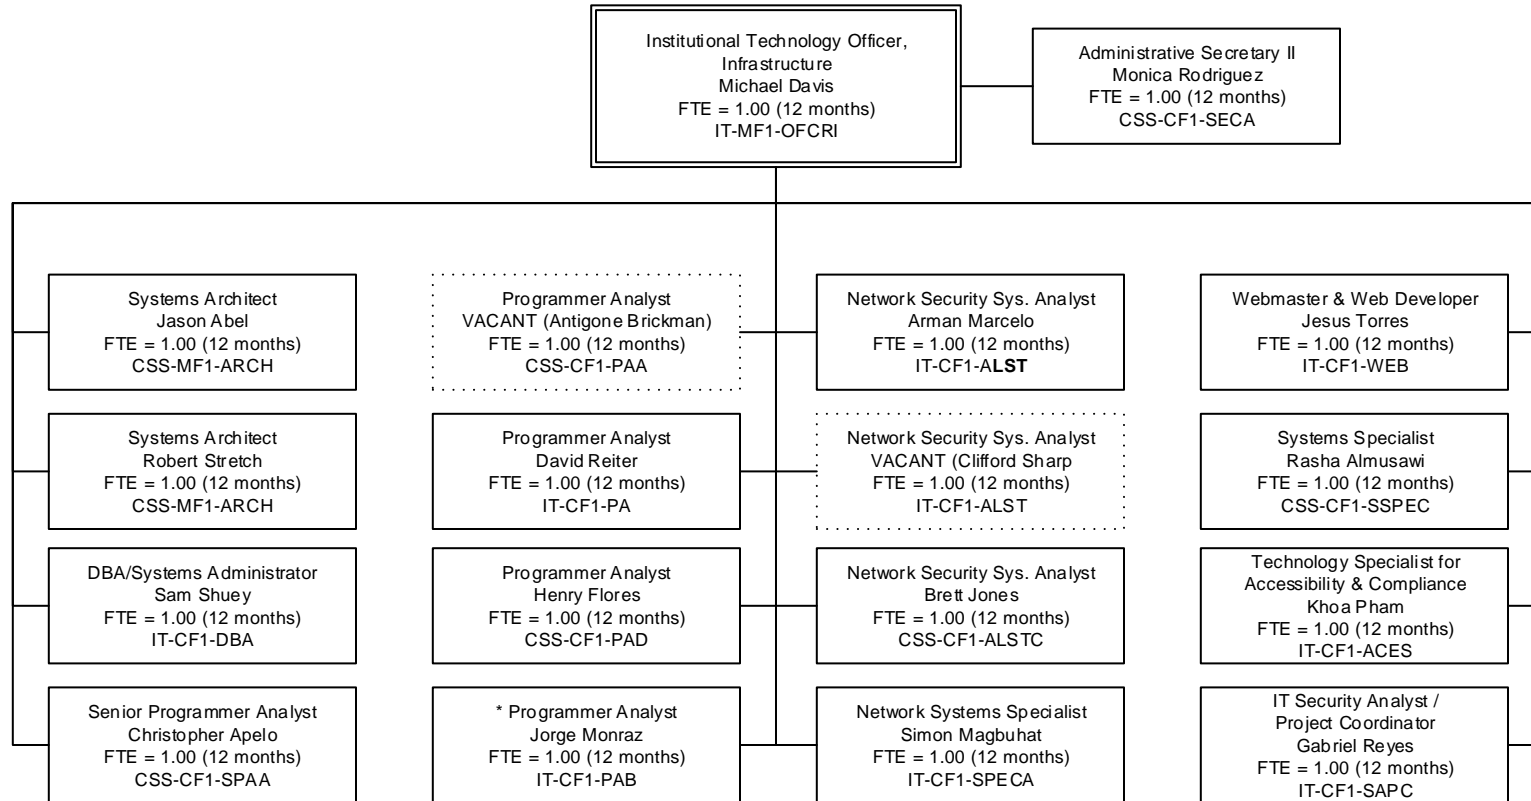 Institutional Technology Officer,
Infrastructure
Michael Davis
FTE = 1.00 (12 months)
IT-MF1-OFCRI
Administrative Secretary II
Monica Rodriguez
FTE = 1.00 (12 months)
CSS-CF1-SECA
Systems Architect
Jason Abel
FTE = 1.00 (12 months)
CSS-MF1-ARCH
Programmer Analyst
VACANT (Antigone Brickman)
FTE = 1.00 (12 months)
CSS-CF1-PAA
Network Security Sys. Analyst
Arman Marcelo
FTE = 1.00 (12 months)
IT-CF1-ALST
Webmaster & Web Developer
Jesus Torres
FTE = 1.00 (12 months)
IT-CF1-WEB
Systems Architect
Robert Stretch
FTE = 1.00 (12 months)
CSS-MF1-ARCH
Programmer Analyst
David Reiter
FTE = 1.00 (12 months)
IT-CF1-PA
Network Security Sys. Analyst
VACANT (Clifford Sharp
FTE = 1.00 (12 months)
IT-CF1-ALST
Systems Specialist
Rasha Almusawi
FTE = 1.00 (12 months)
CSS-CF1-SSPEC
DBA/Systems Administrator
Sam Shuey
FTE = 1.00 (12 months)
IT-CF1-DBA
Programmer Analyst
Henry Flores
FTE = 1.00 (12 months)
CSS-CF1-PAD
Network Security Sys. Analyst
Brett Jones
FTE = 1.00 (12 months)
CSS-CF1-ALSTC
Technology Specialist for
Accessibility & Compliance
Khoa Pham
FTE = 1.00 (12 months)
IT-CF1-ACES
Senior Programmer Analyst
Christopher Apelo
FTE = 1.00 (12 months)
CSS-CF1-SPAA
* Programmer Analyst
Jorge Monraz
FTE = 1.00 (12 months)
IT-CF1-PAB
Network Systems Specialist
Simon Magbuhat
FTE = 1.00 (12 months)
IT-CF1-SPECA
IT Security Analyst /
Project Coordinator
Gabriel Reyes
FTE = 1.00 (12 months)
IT-CF1-SAPC